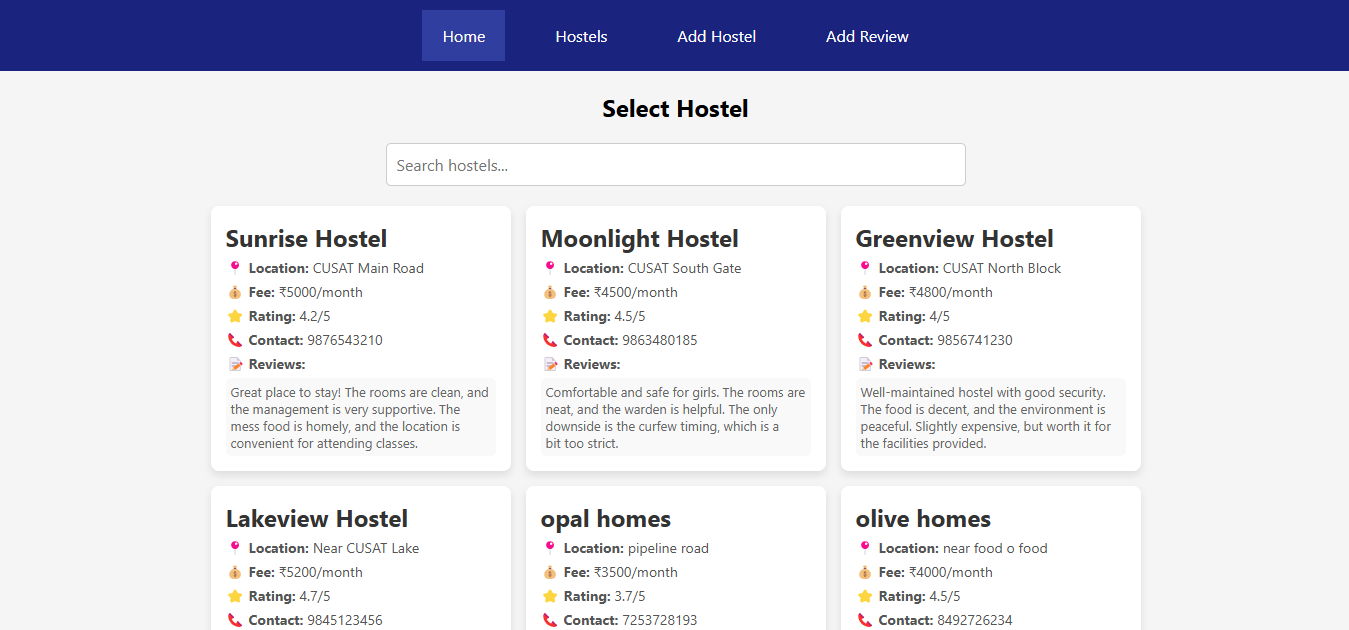 Home Hostels Add Hostel Add Review
Select Hostel
Search hostels...
Sunrise Hostel
Location: CUSAT Main Road
Fee: ₹5000/month
Rating: 4.2/5
Contact: 9876543210
Reviews:
Great place to stay! The rooms are clean, and
the management is very supportive. The
mess food is homely, and the location is
convenient for attending classes.
Moonlight Hostel
Location: CUSAT South Gate
Fee: ₹4500/month
Rating: 4.5/5
Contact: 9863480185
Reviews:
Comfortable and safe for girls. The rooms are
neat, and the warden is helpful. The only
downside is the curfew timing, which is a
bit too strict.
Greenview Hostel
Location: CUSAT North Block
Fee: ₹4800/month
Rating: 4/5
Contact: 9856741230
Reviews:
Well-maintained hostel with good security.
The food is decent, and the environment is
peaceful. Slightly expensive, but worth it for
the facilities provided.
Lakeview Hostel
Location: Near CUSAT Lake
Fee: ₹5200/month
Rating: 4.7/5
Contact: 9845123456
opal homes
Location: pipeline road
Fee: ₹3500/month
Rating: 3.7/5
Contact: 7253728193
olive homes
Location: near food o food
Fee: ₹4000/month
Rating: 4.5/5
Contact: 8492726234